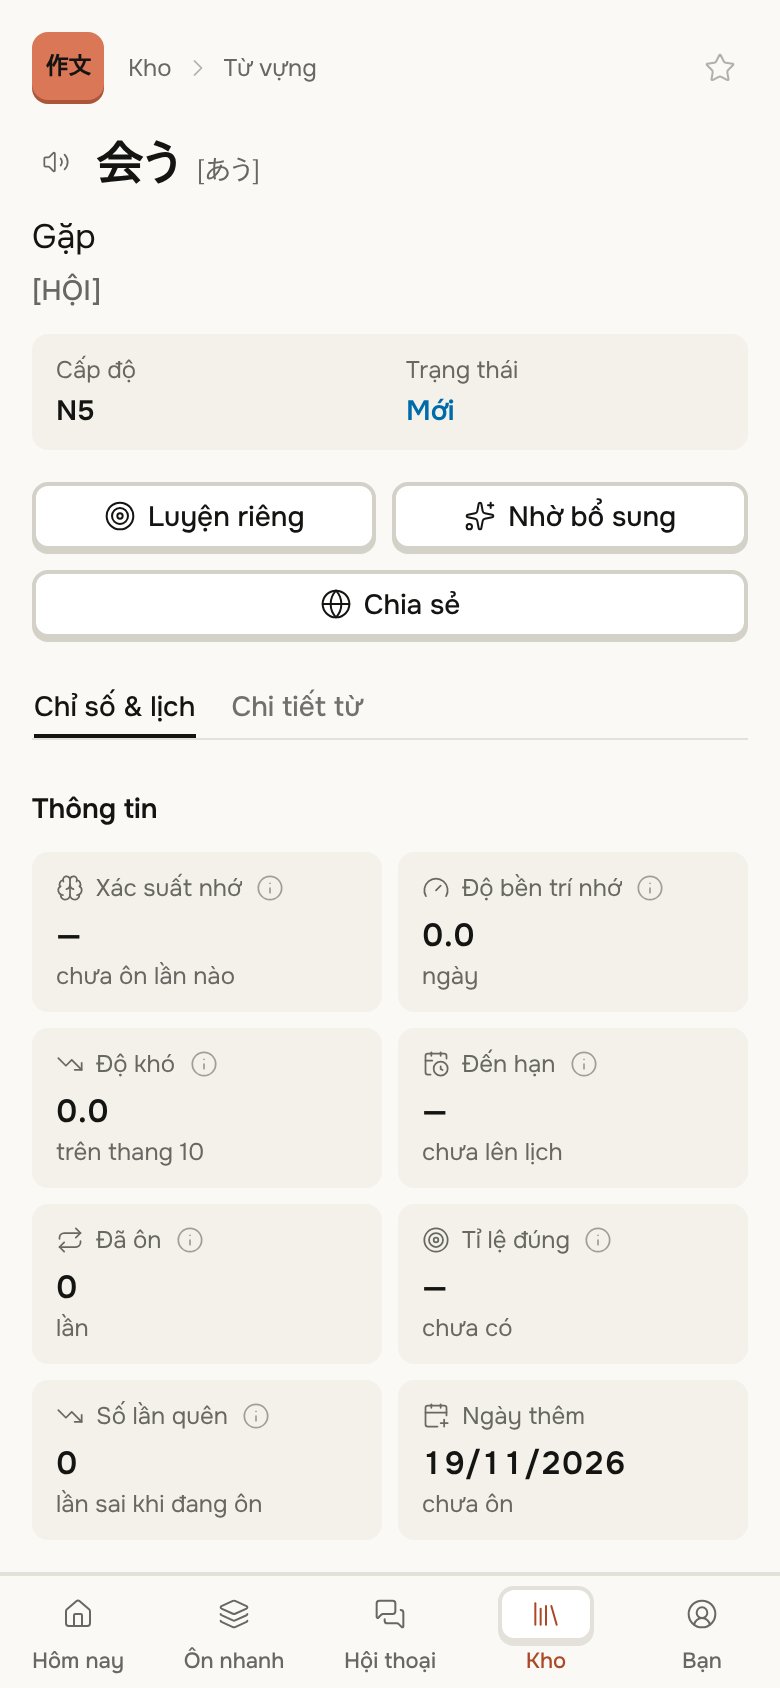 作文 Kho Từ vựng
会う [あう]
Gặp
[HỘI]
Cấp độ
N5
Trạng thái
Mới
Luyện riêng
Nhờ bổ sung
Chia sẻ
Chỉ số & lịch
Chi tiết từ
Thông tin
Xác suất nhớ
–
chưa ôn lần nào
Độ bền trí nhớ
0.0
ngày
Độ khó
0.0
trên thang 10
Đến hạn
–
chưa lên lịch
Đã ôn
0
lần
Tỉ lệ đúng
–
chưa có
Số lần quên
0
lần sai khi đang ôn
Ngày thêm
19/11/2026
chưa ôn
Hôm nay
Ôn nhanh
Hội thoại
Kho
Bạn